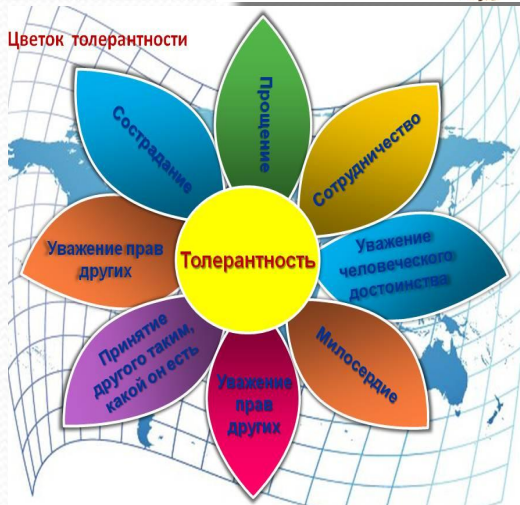 Цветок толерантности
Прощение
Сотрудничество
Уважение
человеческого
достоинства
Милосердие
Уважение
прав
других
Принятие
другого таким,
какой он есть
Уважение прав
других
Сострадание
Толерантность